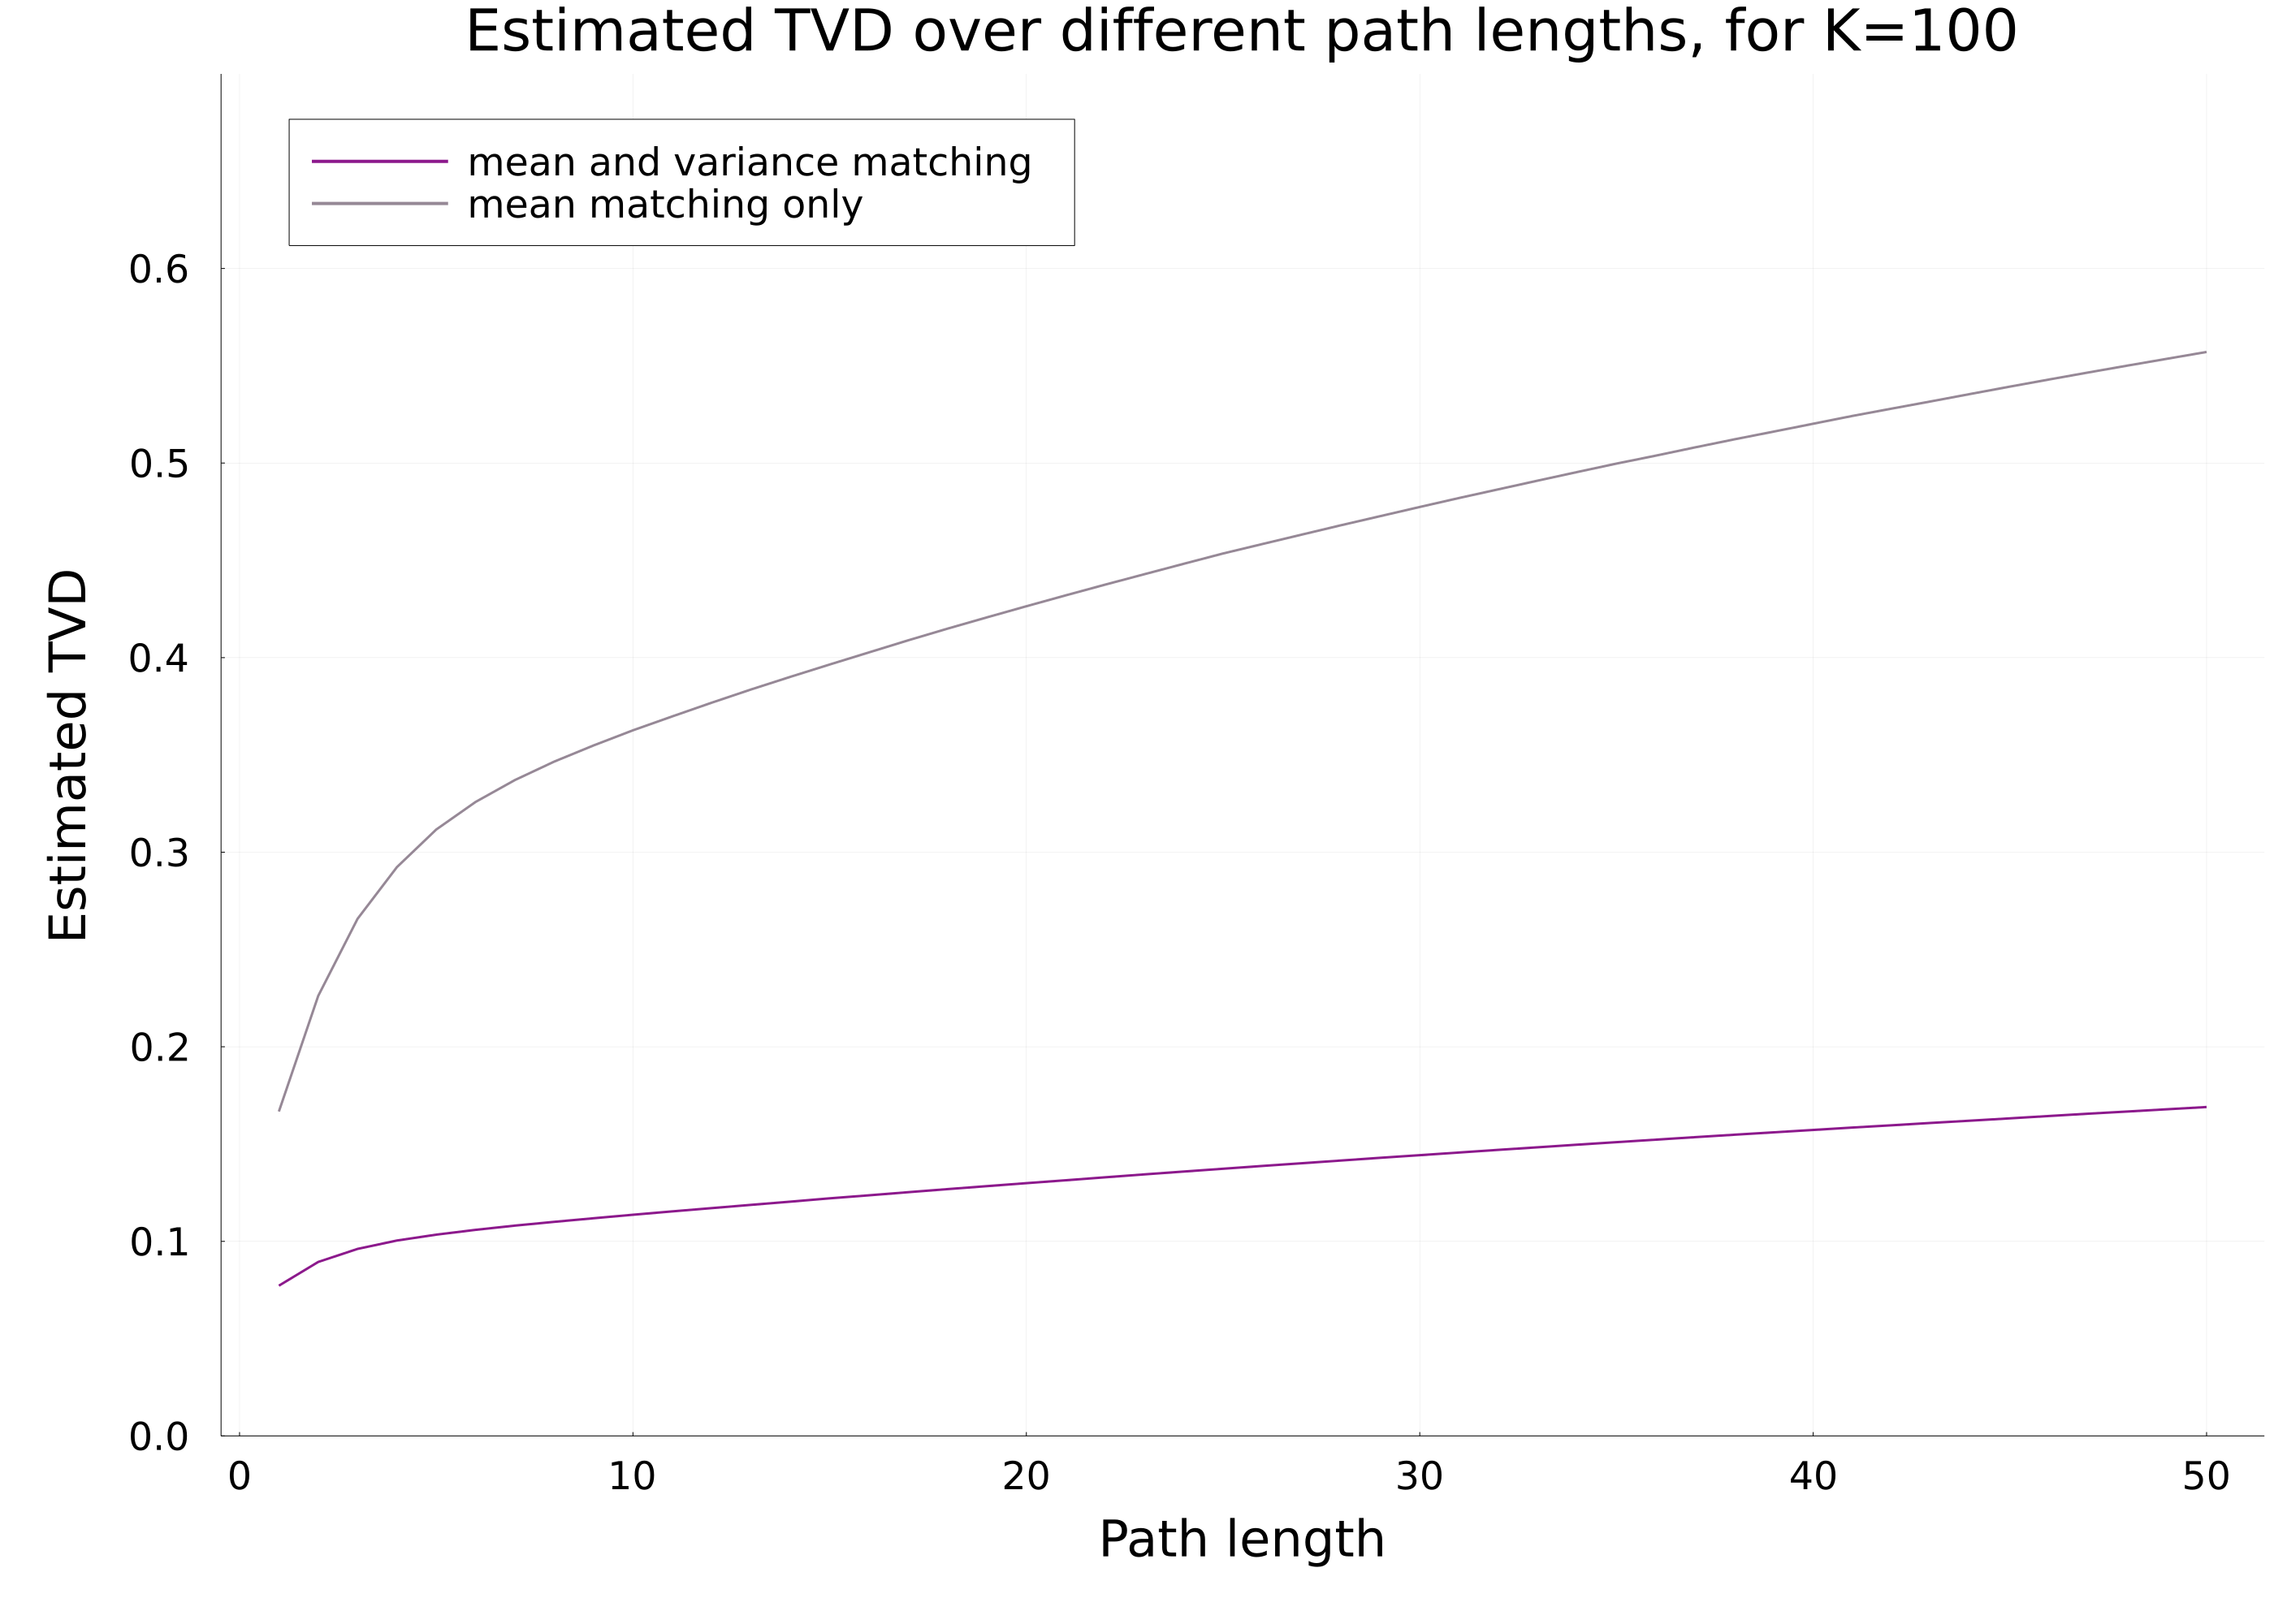 Estimated TVD over different path lengths, for K=100
mean and variance matching
mean matching only
Estimated TVD
0.6
0.5
0.4
0.3
0.2
0.1
0.0
0 10 20 30 40 50
Path length